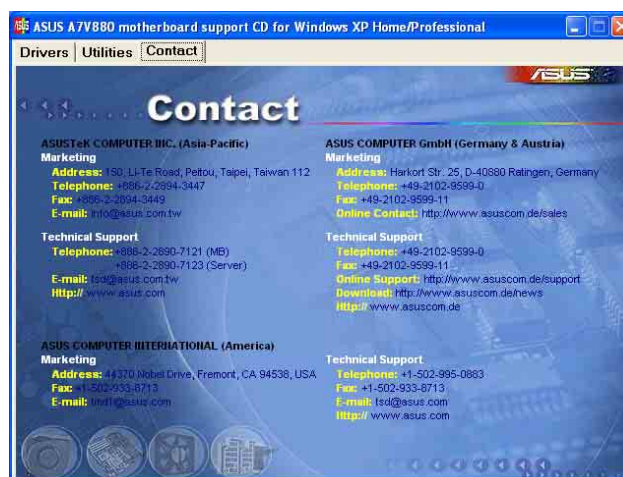 ASUS A7V880 motherboard support CD for Windows XP Home/Professional
Drivers Utilities Contact
ASUS
Contact
ASUSTeK COMPUTER INC. (Asia-Pacific)
Marketing
Address: 150, Li-Te Road, Peitou, Taipei, Taiwan 112
Telephone: +886-2-2894-3447
Fax: +886-2-2894-3449
E-mail: info@asus.com.tw
Technical Support
Telephone: +886-2-2890-7121 (MB)
+886-2-2890-7123 (Server)
E-mail: tsd@asus.com.tw
Http:// www.asus.com
ASUS COMPUTER GmbH (Germany & Austria)
Marketing
Address: Harkort Str. 25, D-40880 Ratingen, Germany
Telephone: +49-2102-9599-0
Fax: +49-2102-9599-11
Online Contact: http://www.asuscom.de/sales
Technical Support
Telephone: +49-2102-9599-0
Fax: +49-2102-9599-11
Online Support: http://www.asuscom.de/support
Download: http://www.asuscom.de/news
Http:// www.asuscom.de
ASUS COMPUTER INTERNATIONAL (America)
Marketing
Address: 44370 Nobel Drive, Fremont, CA 94538, USA
Fax: +1-502-933-8713
E-mail: tmd1@asus.com
Technical Support
Telephone: +1-502-995-0883
Fax: +1-502-933-8713
E-mail: tsd@asus.com
Http:// www.asus.com